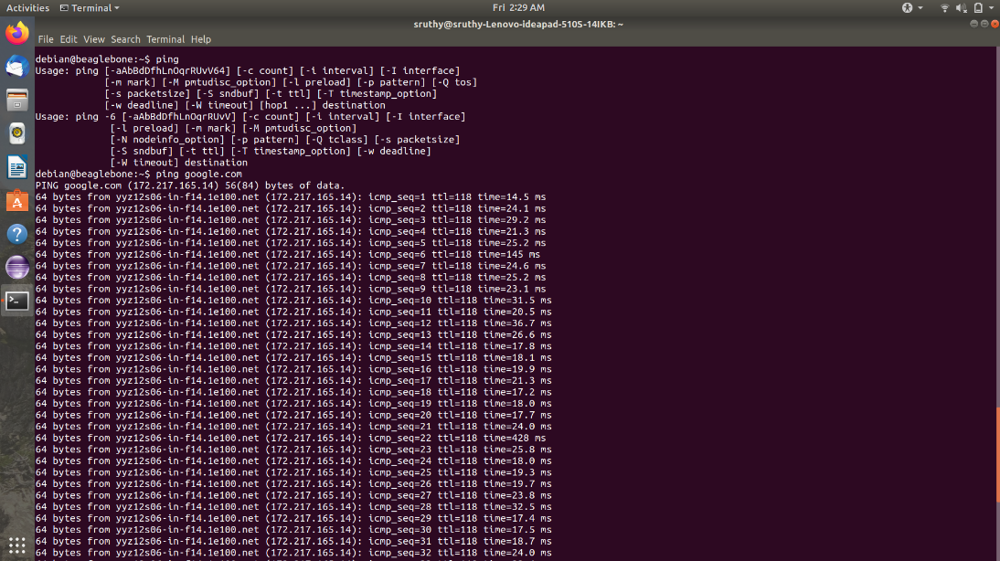 Activities Terminal Fri 2:29 AM
sruthy@sruthy-Lenovo-ideapad-510S-14IKB: ~
File Edit View Search Terminal Help
debian@beaglebone:~$ ping
Usage: ping [-aAbBdDfhLnOqrRUvV64] [-c count] [-i interval] [-I interface]
[-m mark] [-M pmtudisc_option] [-l preload] [-p pattern] [-Q tos]
[-s packetsize] [-S sndbuf] [-t ttl] [-T timestamp_option]
[-w deadline] [-W timeout] [hop1 ...] destination
Usage: ping -6 [-aAbBdDfhLnOqrRUvV] [-c count] [-i interval] [-I interface]
[-l preload] [-m mark] [-M pmtudisc_option]
[-N nodeinfo_option] [-p pattern] [-Q tclass] [-s packetsize]
[-S sndbuf] [-t ttl] [-T timestamp_option] [-w deadline]
[-W timeout] destination
debian@beaglebone:~$ ping google.com
PING google.com (172.217.165.14) 56(84) bytes of data.
64 bytes from yyz12s06-in-f14.1e100.net (172.217.165.14): icmp_seq=1 ttl=118 time=14.5 ms
64 bytes from yyz12s06-in-f14.1e100.net (172.217.165.14): icmp_seq=2 ttl=118 time=24.1 ms
64 bytes from yyz12s06-in-f14.1e100.net (172.217.165.14): icmp_seq=3 ttl=118 time=29.2 ms
64 bytes from yyz12s06-in-f14.1e100.net (172.217.165.14): icmp_seq=4 ttl=118 time=21.3 ms
64 bytes from yyz12s06-in-f14.1e100.net (172.217.165.14): icmp_seq=5 ttl=118 time=25.2 ms
64 bytes from yyz12s06-in-f14.1e100.net (172.217.165.14): icmp_seq=6 ttl=118 time=145 ms
64 bytes from yyz12s06-in-f14.1e100.net (172.217.165.14): icmp_seq=7 ttl=118 time=24.6 ms
64 bytes from yyz12s06-in-f14.1e100.net (172.217.165.14): icmp_seq=8 ttl=118 time=25.2 ms
64 bytes from yyz12s06-in-f14.1e100.net (172.217.165.14): icmp_seq=9 ttl=118 time=23.1 ms
64 bytes from yyz12s06-in-f14.1e100.net (172.217.165.14): icmp_seq=10 ttl=118 time=31.5 ms
64 bytes from yyz12s06-in-f14.1e100.net (172.217.165.14): icmp_seq=11 ttl=118 time=20.5 ms
64 bytes from yyz12s06-in-f14.1e100.net (172.217.165.14): icmp_seq=12 ttl=118 time=36.7 ms
64 bytes from yyz12s06-in-f14.1e100.net (172.217.165.14): icmp_seq=13 ttl=118 time=26.6 ms
64 bytes from yyz12s06-in-f14.1e100.net (172.217.165.14): icmp_seq=14 ttl=118 time=17.8 ms
64 bytes from yyz12s06-in-f14.1e100.net (172.217.165.14): icmp_seq=15 ttl=118 time=18.1 ms
64 bytes from yyz12s06-in-f14.1e100.net (172.217.165.14): icmp_seq=16 ttl=118 time=19.9 ms
64 bytes from yyz12s06-in-f14.1e100.net (172.217.165.14): icmp_seq=17 ttl=118 time=21.3 ms
64 bytes from yyz12s06-in-f14.1e100.net (172.217.165.14): icmp_seq=18 ttl=118 time=17.2 ms
64 bytes from yyz12s06-in-f14.1e100.net (172.217.165.14): icmp_seq=19 ttl=118 time=18.0 ms
64 bytes from yyz12s06-in-f14.1e100.net (172.217.165.14): icmp_seq=20 ttl=118 time=17.7 ms
64 bytes from yyz12s06-in-f14.1e100.net (172.217.165.14): icmp_seq=21 ttl=118 time=24.0 ms
64 bytes from yyz12s06-in-f14.1e100.net (172.217.165.14): icmp_seq=22 ttl=118 time=428 ms
64 bytes from yyz12s06-in-f14.1e100.net (172.217.165.14): icmp_seq=23 ttl=118 time=25.8 ms
64 bytes from yyz12s06-in-f14.1e100.net (172.217.165.14): icmp_seq=24 ttl=118 time=18.0 ms
64 bytes from yyz12s06-in-f14.1e100.net (172.217.165.14): icmp_seq=25 ttl=118 time=19.3 ms
64 bytes from yyz12s06-in-f14.1e100.net (172.217.165.14): icmp_seq=26 ttl=118 time=19.7 ms
64 bytes from yyz12s06-in-f14.1e100.net (172.217.165.14): icmp_seq=27 ttl=118 time=23.8 ms
64 bytes from yyz12s06-in-f14.1e100.net (172.217.165.14): icmp_seq=28 ttl=118 time=32.5 ms
64 bytes from yyz12s06-in-f14.1e100.net (172.217.165.14): icmp_seq=29 ttl=118 time=17.4 ms
64 bytes from yyz12s06-in-f14.1e100.net (172.217.165.14): icmp_seq=30 ttl=118 time=17.5 ms
64 bytes from yyz12s06-in-f14.1e100.net (172.217.165.14): icmp_seq=31 ttl=118 time=18.7 ms
64 bytes from yyz12s06-in-f14.1e100.net (172.217.165.14): icmp_seq=32 ttl=118 time=24.0 ms